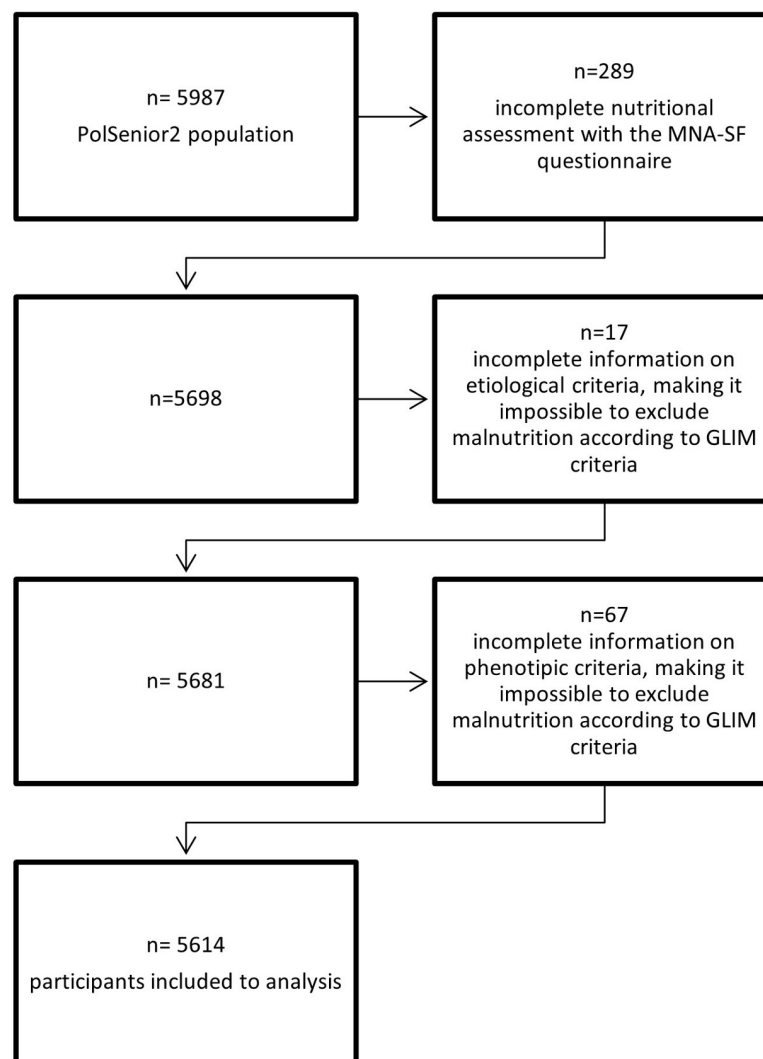 n= 5987
PolSenior2 population
n=289
incomplete nutritional
assessment with the MNA-SF
questionnaire
n=5698
n=17
incomplete information on
etiological criteria, making it
impossible to exclude
malnutrition according to GLIM
criteria
n= 5681
n=67
incomplete information on
phenotipic criteria, making it
impossible to exclude
malnutrition according to GLIM
criteria
n= 5614
participants included to analysis